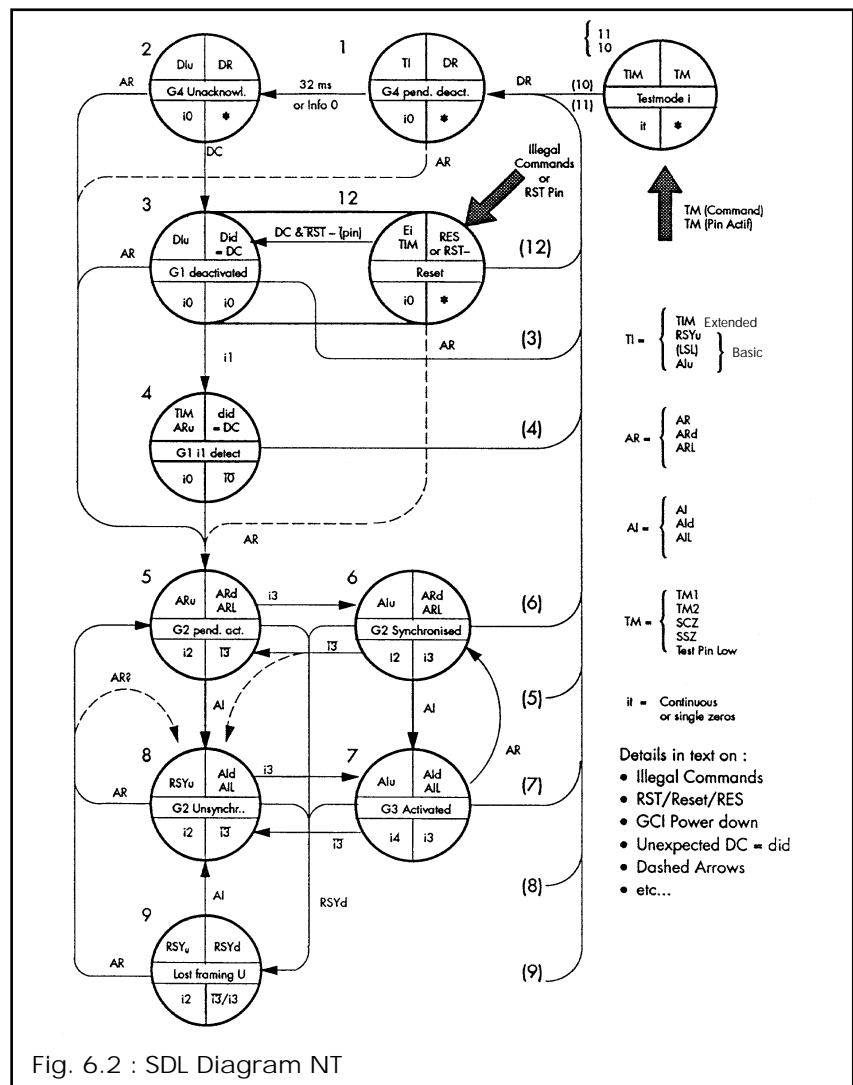 2
DIu DR
G4 Unacknowl.
i0 *
AR
32 ms
or Info 0
1
TI DR
G4 pend. deact.
i0 *
DR
(10)
(11)
{ 11
10
TIM TM
Testmode i
it *
DC
AR
Illegal
Commands
or
RST Pin
TM (Command)
TM (Pin Actif)
3
DIu Did
= DC
G1 deactivated
i0 i0
AR
12
DC & R̅S̅T̅ – (pin)
Ei RES
TIM or RST–
Reset
i0 *
(12)
AR
(3)
i1
4
TIM did
ARu = DC
G1 i1 detect
i0 i̅0̅
(4)
AR
5
ARu ARd
ARL
G2 pend. act.
i2 i̅3̅
i3
i̅3̅
6
AIu ARd
ARL
G2 Synchronised
i2 i3
(6)
(5)
AR?
AI
AI
AR
8
RSYu AId
AIL
G2 Unsynchr..
i2 i̅3̅
AR
i3
i̅3̅
7
AIu AId
AIL
G3 Activated
i4 i3
(7)
AI
RSYd
(8)
9
RSYu RSYd
Lost framing U
i2 i̅3̅/i3
AR
(9)
TI = { TIM Extended
RSYu
(LSL) } Basic
AIu
AR = { AR
ARd
ARL
AI = { AI
AId
AIL
TM = { TM1
TM2
SCZ
SSZ
Test Pin Low
it = Continuous
or single zeros
Details in text on :
• Illegal Commands
• RST/Reset/RES
• GCI Power down
• Unexpected DC = did
• Dashed Arrows
• etc...
Fig. 6.2 : SDL Diagram NT